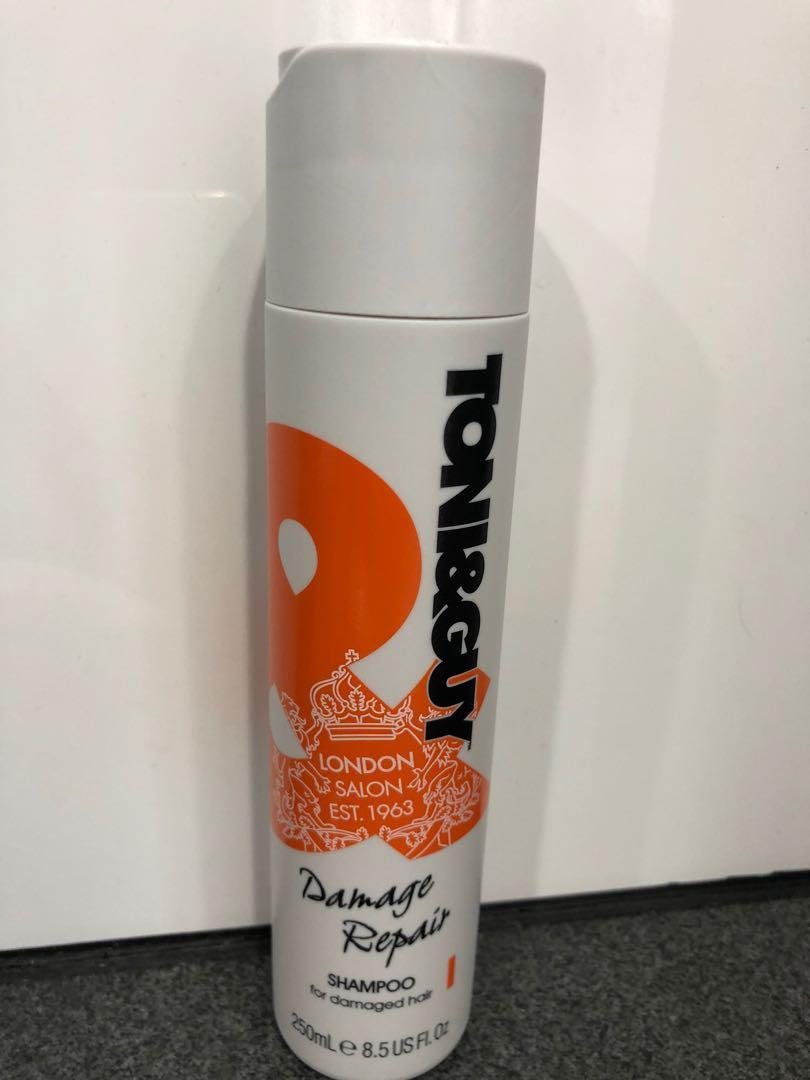 TONI&GUY
LONDON
SALON
EST. 1963
Damage
Repair
SHAMPOO
for damaged hair
250mL e 8.5 US Fl. Oz